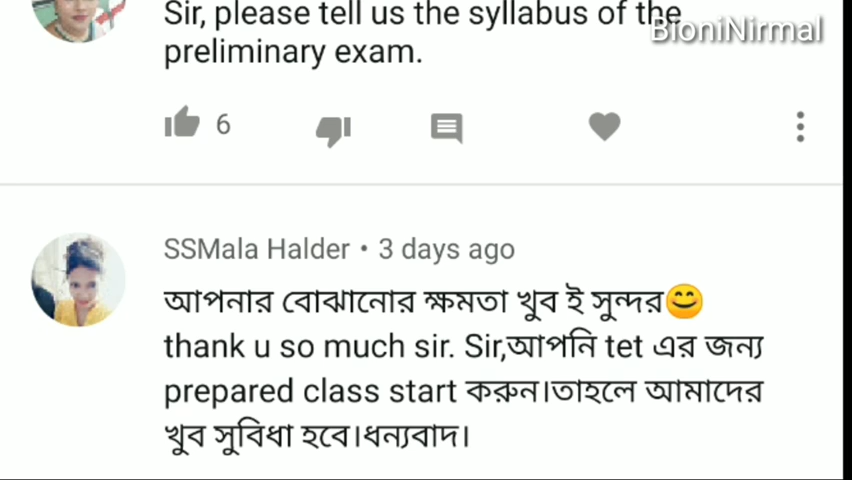 Sir, please tell us the syllabus of the
BioniNirmal
preliminary exam.
6
SSMala Halder • 3 days ago
আপনার বোঝানোর ক্ষমতা খুব ই সুন্দর😊
thank u so much sir. Sir,আপনি tet এর জন্য
prepared class start করুন।তাহলে আমাদের
খুব সুবিধা হবে।ধন্যবাদ।